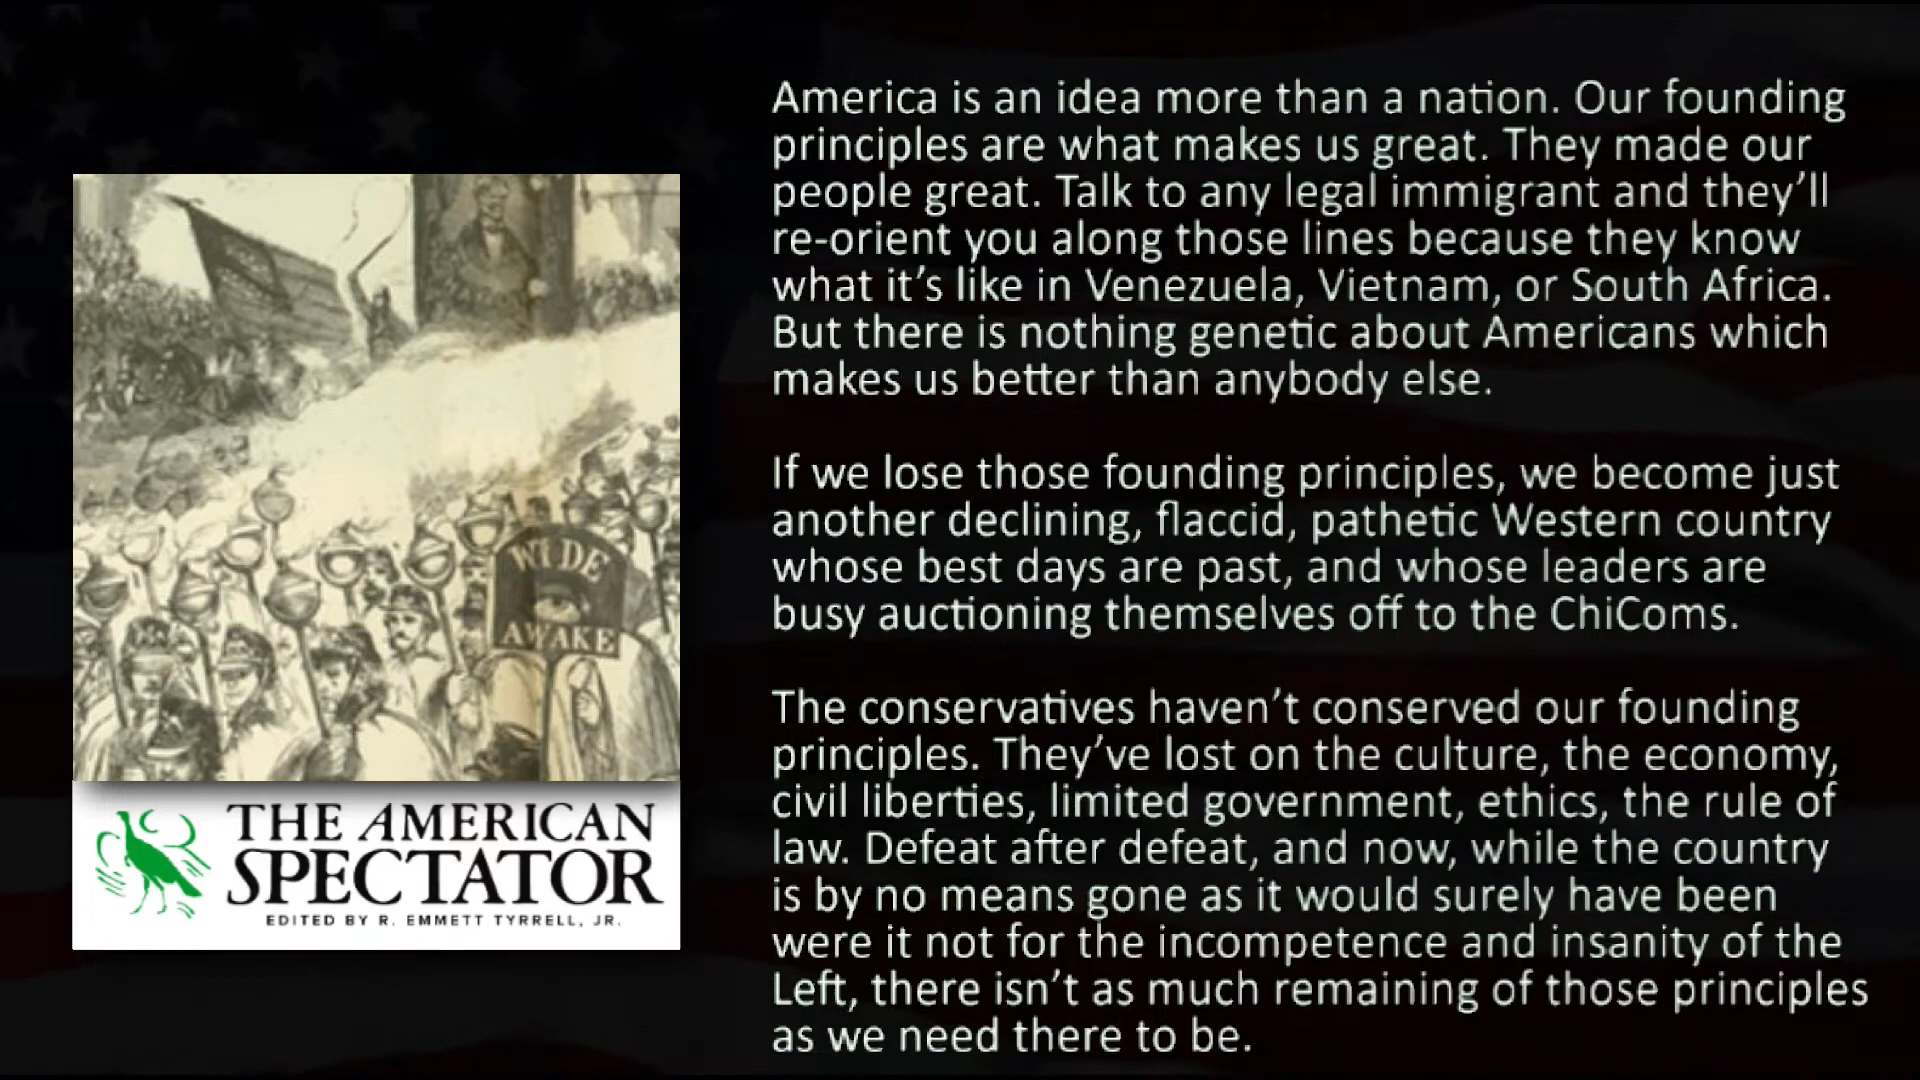 WIDE
AWAKE
THE AMERICAN
SPECTATOR
EDITED BY R. EMMETT TYRRELL, JR.
America is an idea more than a nation. Our founding
principles are what makes us great. They made our
people great. Talk to any legal immigrant and they’ll
re-orient you along those lines because they know
what it’s like in Venezuela, Vietnam, or South Africa.
But there is nothing genetic about Americans which
makes us better than anybody else.
If we lose those founding principles, we become just
another declining, flaccid, pathetic Western country
whose best days are past, and whose leaders are
busy auctioning themselves off to the ChiComs.
The conservatives haven’t conserved our founding
principles. They’ve lost on the culture, the economy,
civil liberties, limited government, ethics, the rule of
law. Defeat after defeat, and now, while the country
is by no means gone as it would surely have been
were it not for the incompetence and insanity of the
Left, there isn’t as much remaining of those principles
as we need there to be.